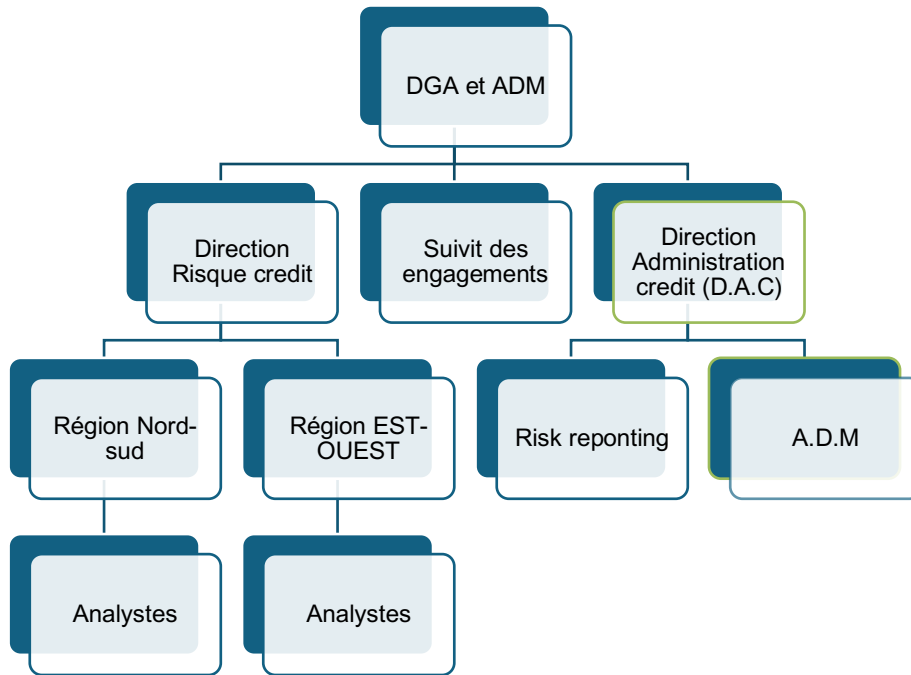 DGA et ADM
Direction
Risque credit
Suivit des
engagements
Direction
Administration
credit (D.A.C)
Région Nord-
sud
Région EST-
OUEST
Risk reponting
A.D.M
Analystes
Analystes